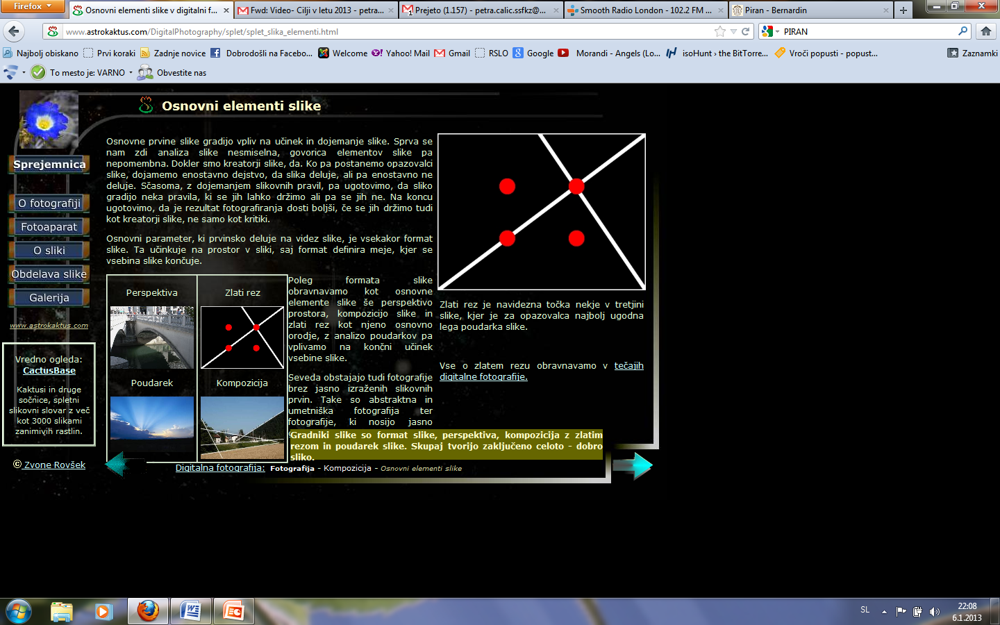 Firefox
Osnovni elementi slike v digitalni f...
Fwd: Video- Cilji v letu 2013 - petra...
Prejeto (1.157) - petra.calic.ssfkz@...
Smooth Radio London - 102.2 FM ...
Piran - Bernardin
www.astrokaktus.com/DigitalPhotography/splet/splet_slika_elementi.html
PIRAN
Najbolj obiskano
Prvi koraki
Zadnje novice
Dobrodošli na Facebo...
Welcome
Yahoo! Mail
Gmail
RSLO
Google
Morandi - Angels (Lo...
isoHunt › the BitTorre...
Vroči popusti - popust...
Zaznamki
To mesto je: VARNO
Obvestite nas
Osnovni elementi slike
Sprejemnica
O fotografiji
Fotoaparat
O sliki
Obdelava slike
Galerija
www.astrokaktus.com
Vredno ogleda:
CactusBase
Kaktusi in druge
sočnice, spletni
slikovni slovar z več
kot 3000 slikami
zanimivih rastlin.
© Zvone Rovšek
Osnovne prvine slike gradijo vpliv na učinek in dojemanje slike. Sprva se
nam zdi analiza slike nesmiselna, govorica elementov slike pa
nepomembna. Dokler smo kreatorji slike, da. Ko pa postanemo opazovalci
slike, dojamemo enostavno dejstvo, da slika deluje, ali pa enostavno ne
deluje. Sčasoma, z dojemanjem slikovnih pravil, pa ugotovimo, da sliko
gradijo neka pravila, ki se jih lahko držimo ali pa se jih ne. Na koncu
ugotovimo, da je rezultat fotografiranja dosti boljši, če se jih držimo tudi
kot kreatorji slike, ne samo kot kritiki.
Osnovni parameter, ki prvinsko deluje na videz slike, je vsekakor format
slike. Ta učinkuje na prostor v sliki, saj format definira meje, kjer se
vsebina slike končuje.
Perspektiva
Zlati rez
Poudarek
Kompozicija
Poleg formata slike
obravnavamo kot osnovne
elemente slike še perspektivo
prostora, kompozicijo slike in
zlati rez kot njeno osnovno
orodje, z analizo poudarkov pa
vplivamo na končni učinek
vsebine slike.
Seveda obstajajo tudi fotografije
brez jasno izraženih slikovnih
prvin. Take so abstraktna in
umetniška fotografija ter
fotografije, ki nosijo jasno
Zlati rez je navidezna točka nekje v tretjini
slike, kjer je za opazovalca najbolj ugodna
lega poudarka slike.
Vse o zlatem rezu obravnavamo v tečajih
digitalne fotografije.
Gradniki slike so format slike, perspektiva, kompozicija z zlatim
rezom in poudarek slike. Skupaj tvorijo zaključeno celoto - dobro
sliko.
Digitalna fotografija: Fotografija - Kompozicija - Osnovni elementi slike
SL
22:08
6.1.2013